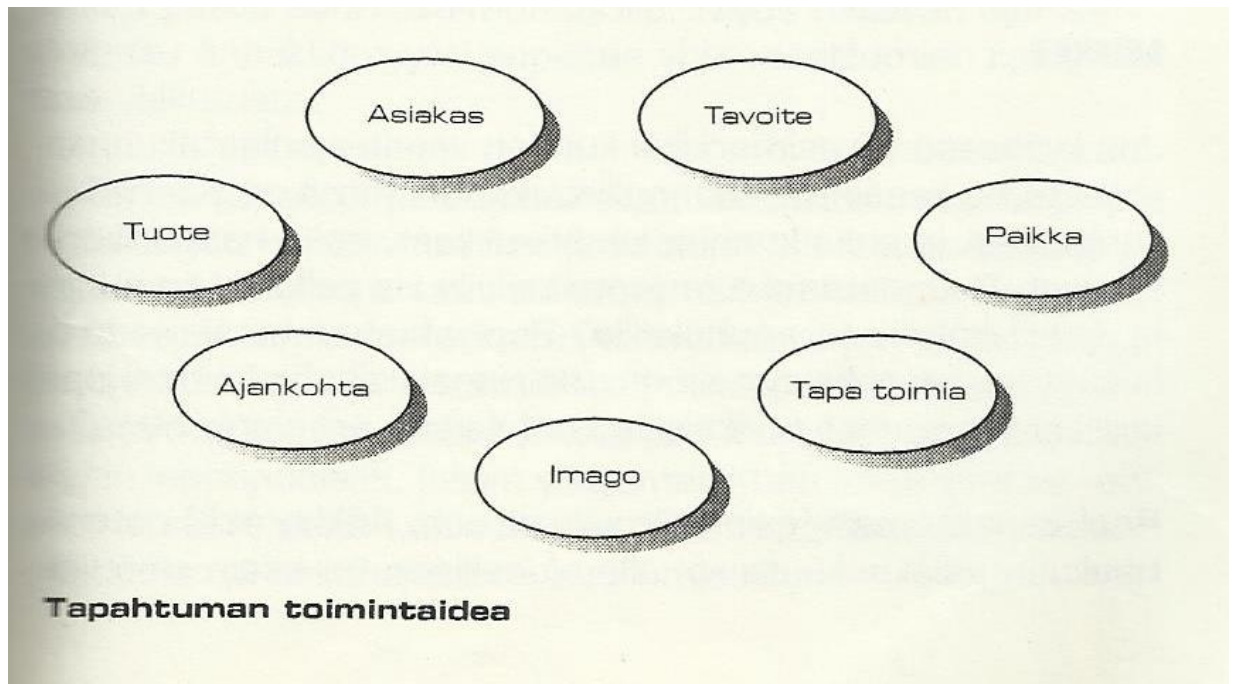 Asiakas
Tavoite
Tuote
Paikka
Ajankohta
Tapa toimia
Imago
Tapahtuman toimintaidea